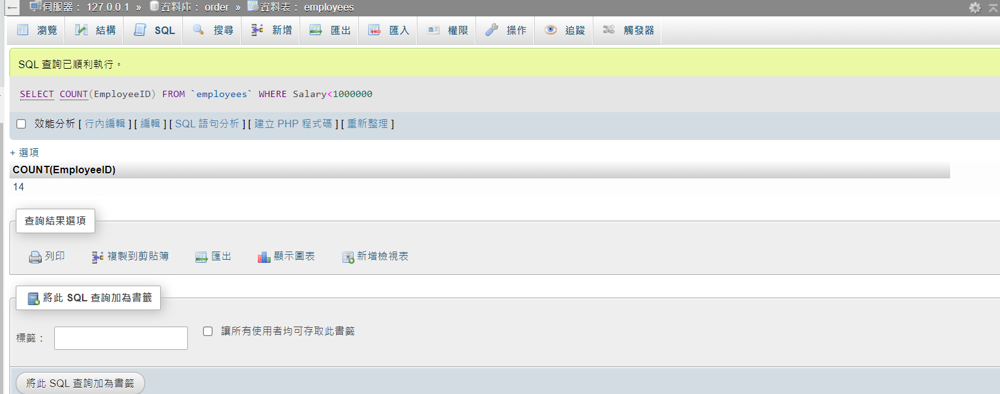 ← 伺服器: 127.0.0.1 » 資料庫: order » 資料表: employees
瀏覽 結構 SQL 搜尋 新增 匯出 匯入 權限 操作 追蹤 觸發器
SQL 查詢已順利執行。
SELECT COUNT(EmployeeID) FROM `employees` WHERE Salary<1000000
效能分析 [ 行內編輯 ] [ 編輯 ] [ SQL 語句分析 ] [ 建立 PHP 程式碼 ] [ 重新整理 ]
+ 選項
COUNT(EmployeeID)
14
查詢結果選項
列印 複製到剪貼簿 匯出 顯示圖表 新增檢視表
將此 SQL 查詢加為書籤
標籤: 讓所有使用者均可存取此書籤
將此 SQL 查詢加為書籤